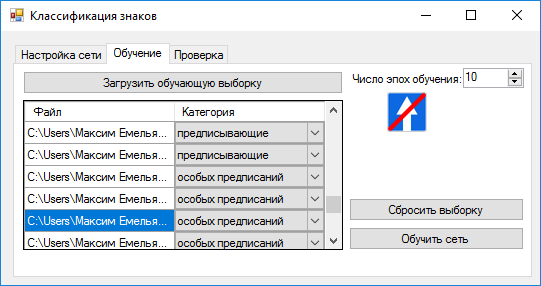 Классификация знаков
Настройка сети Обучение Проверка
Загрузить обучающую выборку
Число эпох обучения: 10
Файл Категория
C:\Users\Максим Емелья... предписывающие
C:\Users\Максим Емелья... предписывающие
C:\Users\Максим Емелья... особых предписаний
C:\Users\Максим Емелья... особых предписаний
C:\Users\Максим Емелья... особых предписаний
C:\Users\Максим Емелья... особых предписаний
Сбросить выборку
Обучить сеть